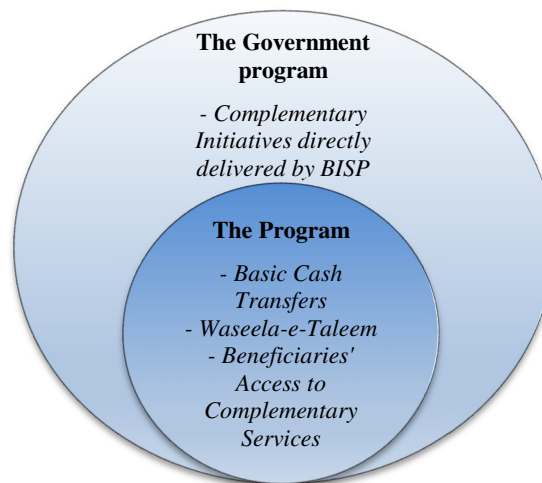 The Government
program
- Complementary
Initiatives directly
delivered by BISP
The Program
- Basic Cash
Transfers
- Waseela-e-Taleem
- Beneficiaries'
Access to
Complementary
Services